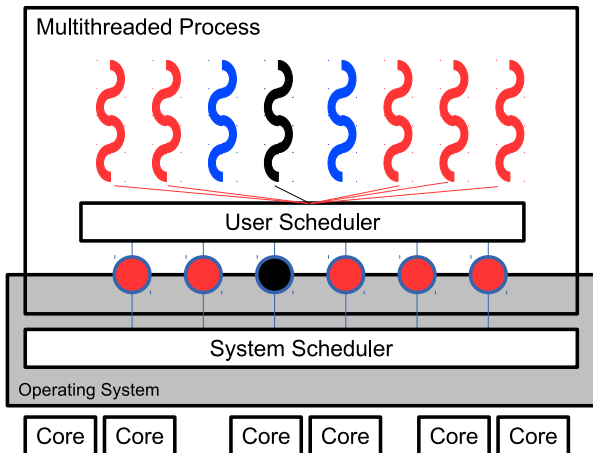 Multithreaded Process
User Scheduler
System Scheduler
Operating System
Core Core Core Core Core Core